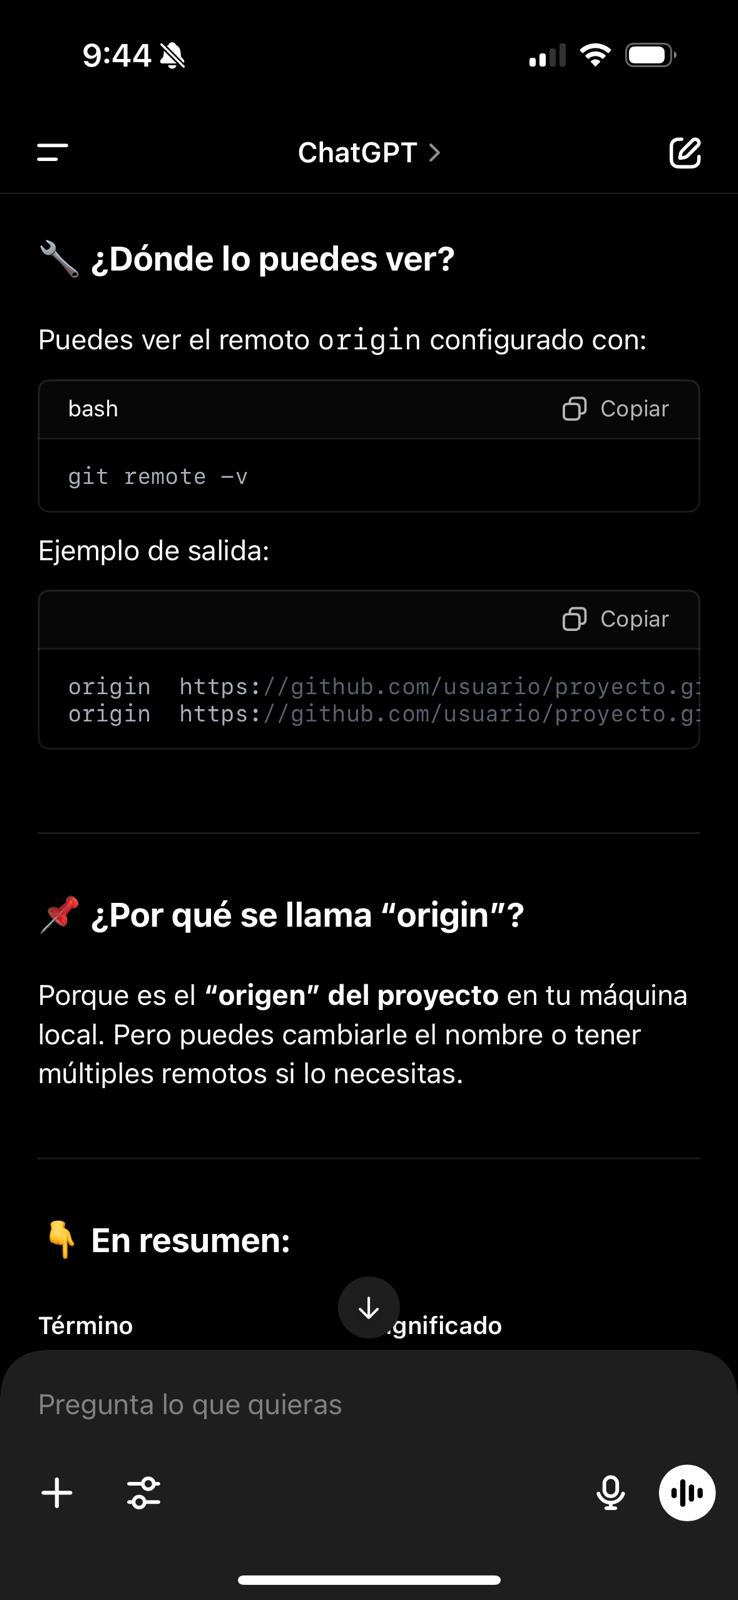 9:44
ChatGPT >
🔧 ¿Dónde lo puedes ver?
Puedes ver el remoto origin configurado con:
bash Copiar
git remote -v
Ejemplo de salida:
Copiar
origin https://github.com/usuario/proyecto.gi
origin https://github.com/usuario/proyecto.gi
📌 ¿Por qué se llama “origin”?
Porque es el “origen” del proyecto en tu máquina
local. Pero puedes cambiarle el nombre o tener
múltiples remotos si lo necesitas.
👇 En resumen:
Término gnificado
Pregunta lo que quieras